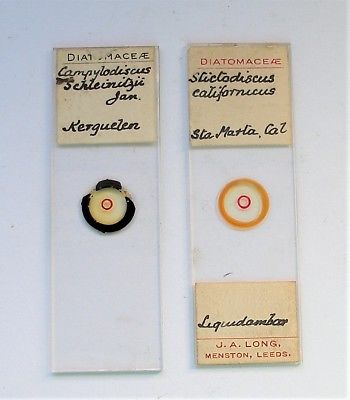 DIATOMACEÆ
Campylodiscus
Schleinitzii
Jan.
Kerguelen
DIATOMACEÆ
Stictodiscus
californicus
Sta Marta, Cal
Liquidambar
J. A. LONG,
MENSTON, LEEDS.